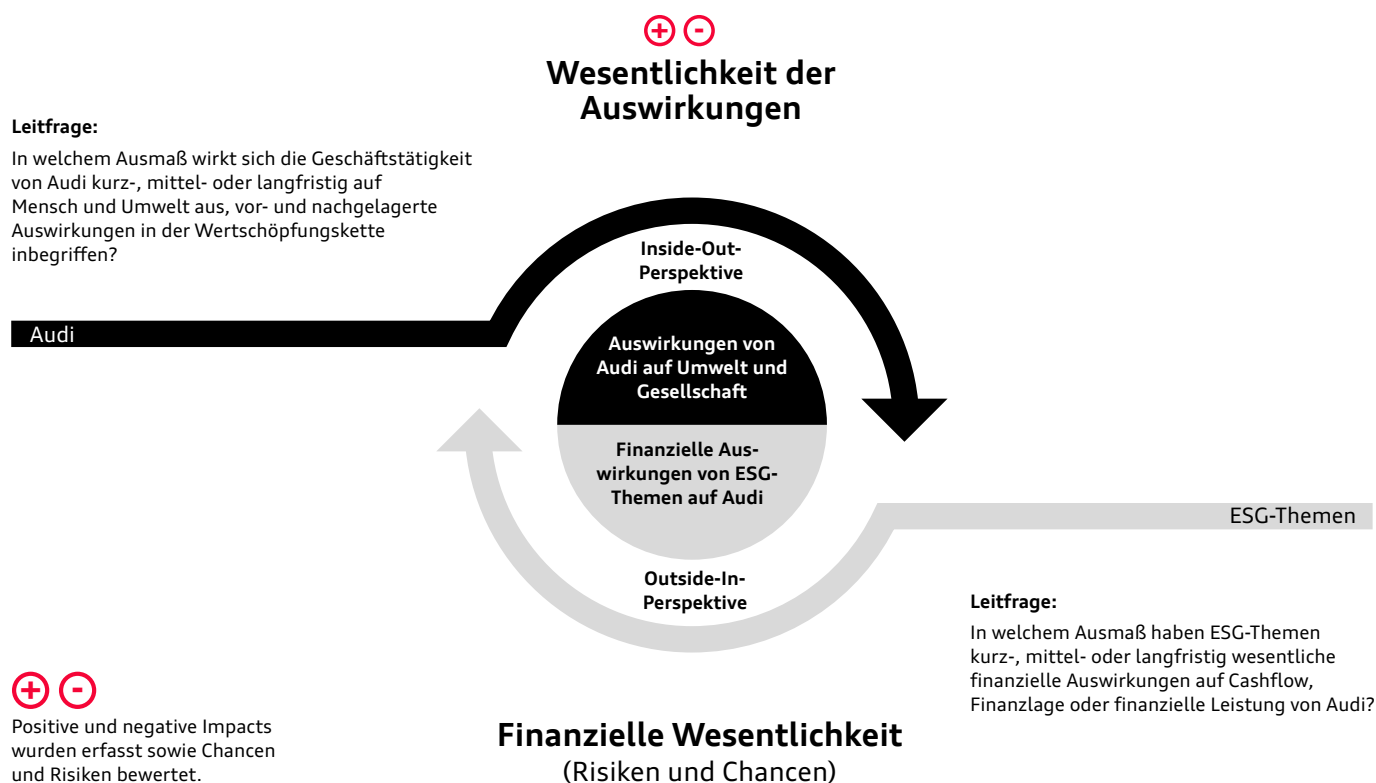 Wesentlichkeit der
Auswirkungen
Leitfrage:
In welchem Ausmaß wirkt sich die Geschäftstätigkeit
von Audi kurz-, mittel- oder langfristig auf
Mensch und Umwelt aus, vor- und nachgelagerte
Auswirkungen in der Wertschöpfungskette
inbegriffen?
Inside-Out-
Perspektive
Audi
Auswirkungen von
Audi auf Umwelt und
Gesellschaft
Finanzielle Aus-
wirkungen von ESG-
Themen auf Audi
ESG-Themen
Outside-In-
Perspektive
Leitfrage:
In welchem Ausmaß haben ESG-Themen
kurz-, mittel- oder langfristig wesentliche
finanzielle Auswirkungen auf Cashflow,
Finanzlage oder finanzielle Leistung von Audi?
Positive und negative Impacts
wurden erfasst sowie Chancen
und Risiken bewertet.
Finanzielle Wesentlichkeit
(Risiken und Chancen)